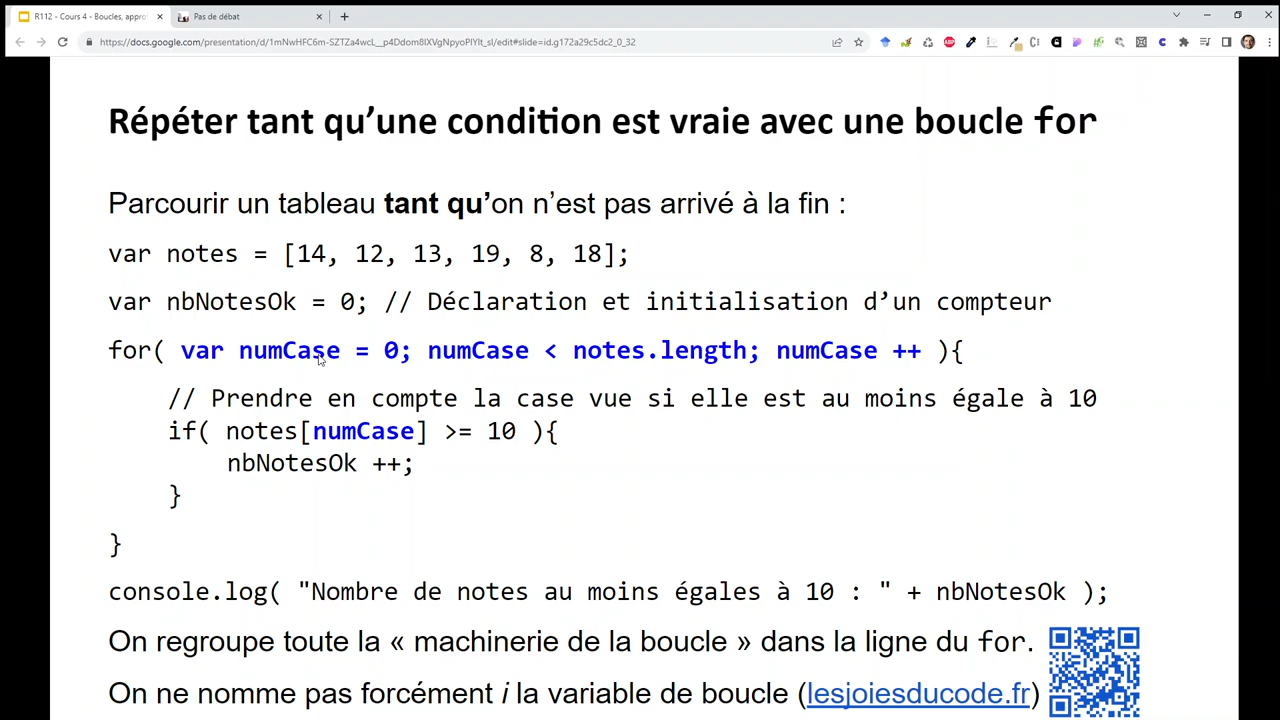 R112 - Cours 4 - Boucles, appro
Pas de débat
https://docs.google.com/presentation/d/1mNwHFC6m-SZTZa4wcL__p4Ddom8lXVgNpyoPlYlt_sl/edit#slide=id.g172a29c5dc2_0_32
Répéter tant qu’une condition est vraie avec une boucle for
Parcourir un tableau tant qu’on n’est pas arrivé à la fin :
var notes = [14, 12, 13, 19, 8, 18];
var nbNotesOk = 0; // Déclaration et initialisation d’un compteur
for( var numCase = 0; numCase < notes.length; numCase ++ ){
// Prendre en compte la case vue si elle est au moins égale à 10
if( notes[numCase] >= 10 ){
nbNotesOk ++;
}
}
console.log( "Nombre de notes au moins égales à 10 : " + nbNotesOk );
On regroupe toute la « machinerie de la boucle » dans la ligne du for.
On ne nomme pas forcément i la variable de boucle (lesjoiesducode.fr)